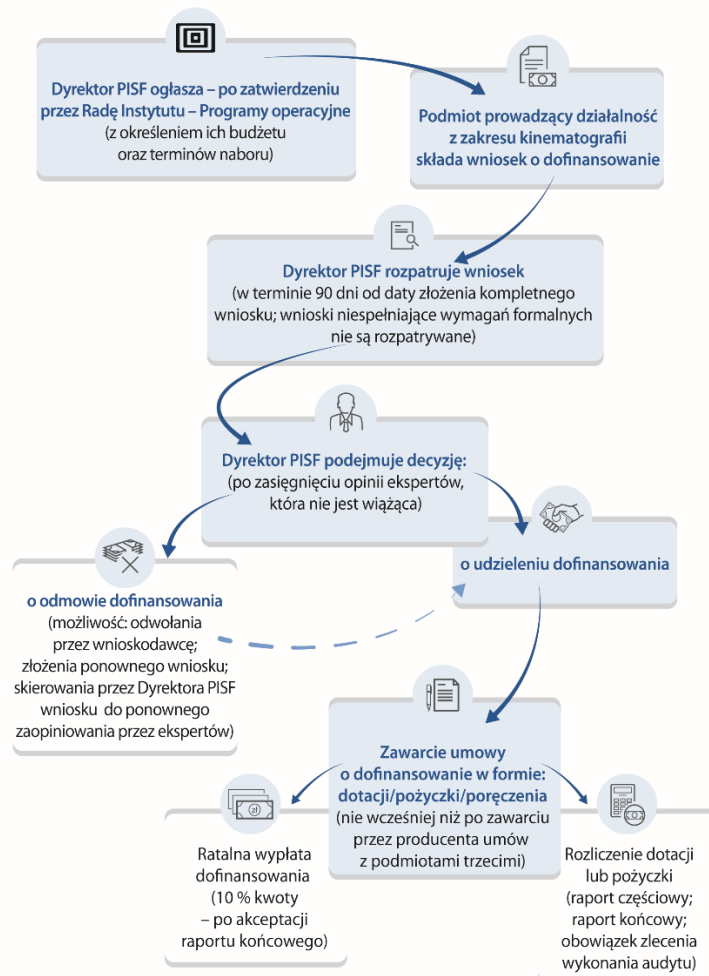 Dyrektor PISF ogłasza – po zatwierdzeniu
przez Radę Instytutu – Programy operacyjne
(z określeniem ich budżetu
oraz terminów naboru)
Podmiot prowadzący działalność
z zakresu kinematografii
składa wniosek o dofinansowanie
Dyrektor PISF rozpatruje wniosek
(w terminie 90 dni od daty złożenia kompletnego
wniosku; wnioski niespełniające wymagań formalnych
nie są rozpatrywane)
Dyrektor PISF podejmuje decyzję:
(po zasięgnięciu opinii ekspertów,
która nie jest wiążąca)
o odmowie dofinansowania
(możliwość: odwołania
przez wnioskodawcę;
złożenia ponownego wniosku;
skierowania przez Dyrektora PISF
wniosku do ponownego
zaopiniowania przez ekspertów)
o udzieleniu dofinansowania
Zawarcie umowy
o dofinansowanie w formie:
dotacji/pożyczki/poręczenia
(nie wcześniej niż po zawarciu
przez producenta umów
z podmiotami trzecimi)
zł
Ratalna wypłata
dofinansowania
(10 % kwoty
– po akceptacji
raportu końcowego)
Rozliczenie dotacji
lub pożyczki
(raport częściowy;
raport końcowy;
obowiązek zlecenia
wykonania audytu)